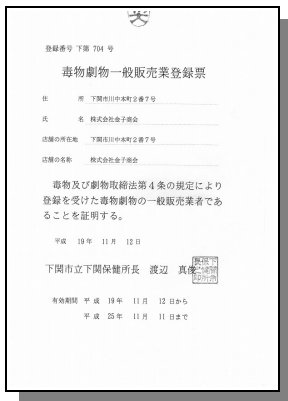 登録番号 下第 704 号
毒物劇物一般販売業登録票
住 所 下関市川中本町2番7号
氏 名 株式会社金子商会
店舗の所在地 下関市川中本町2番7号
店舗の名称 株式会社金子商会
毒物及び劇物取締法第4条の規定により
登録を受けた毒物劇物の一般販売業者であ
ることを証明する。
平成 19年 11月 12日
下関市立下関保健所長 渡辺 真俊
有効期間 平成 19年 11月 12日から
平成 25年 11月 11日まで